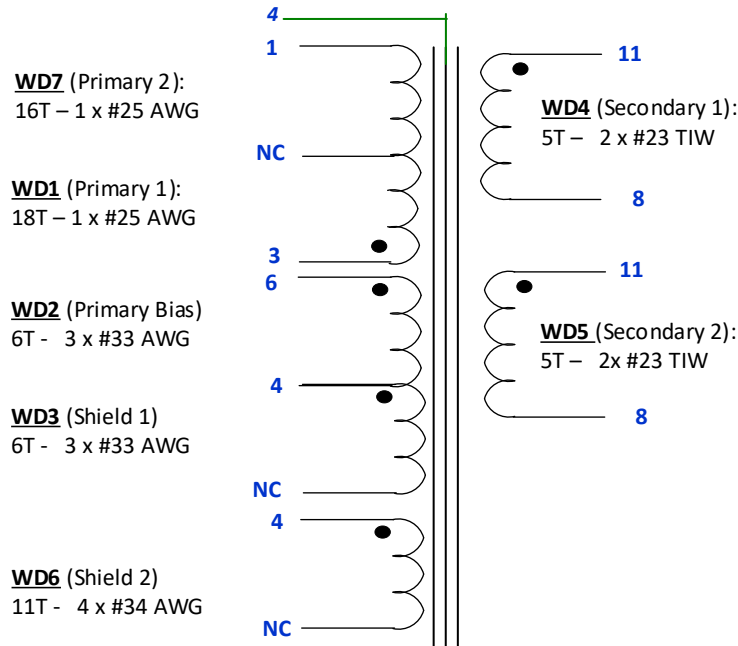 4
1
11
WD7 (Primary 2):
16T – 1 x #25 AWG
WD4 (Secondary 1):
5T – 2 x #23 TIW
NC
WD1 (Primary 1):
18T – 1 x #25 AWG
8
3
6
11
WD2 (Primary Bias)
6T - 3 x #33 AWG
WD5 (Secondary 2):
5T – 2x #23 TIW
4
WD3 (Shield 1)
6T - 3 x #33 AWG
8
NC
4
WD6 (Shield 2)
11T - 4 x #34 AWG
NC